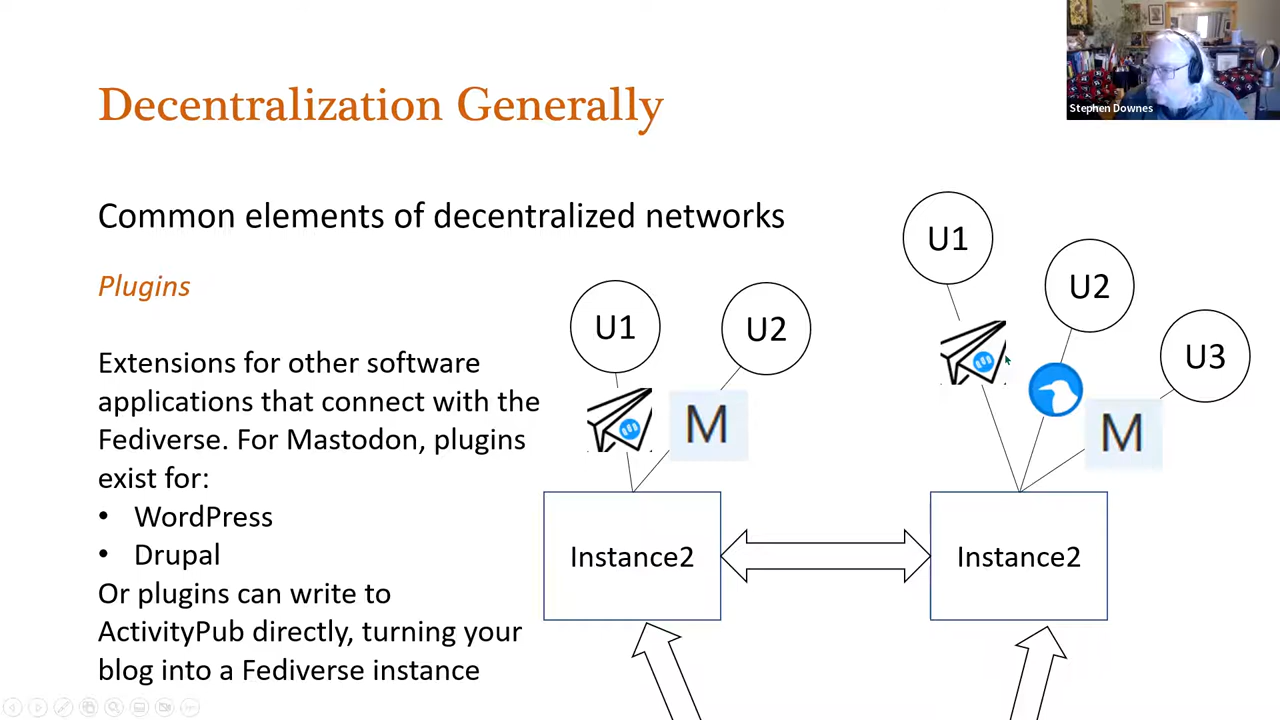 Stephen Downes
Decentralization Generally
Common elements of decentralized networks
Plugins
Extensions for other software
applications that connect with the
Fediverse. For Mastodon, plugins
exist for:
• WordPress
• Drupal
Or plugins can write to
ActivityPub directly, turning your
blog into a Fediverse instance
U1
U2
M
Instance2
U1
U2
U3
M
Instance2